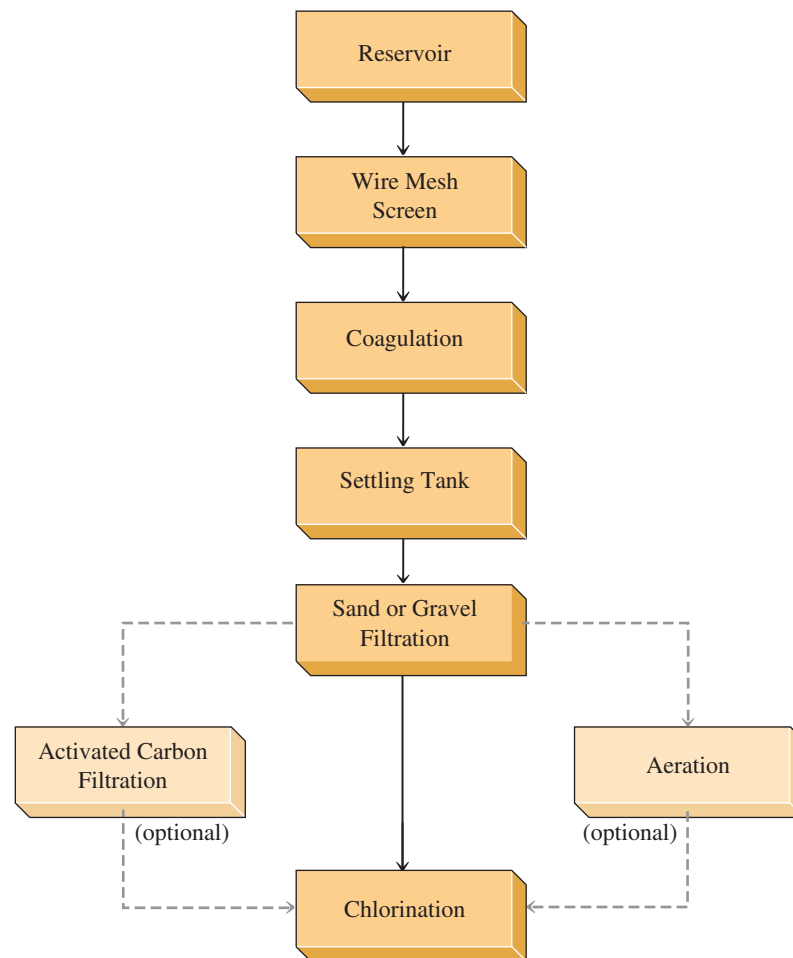 Reservoir
Wire Mesh
Screen
Coagulation
Settling Tank
Sand or Gravel
Filtration
Activated Carbon
Filtration
(optional)
Aeration
(optional)
Chlorination